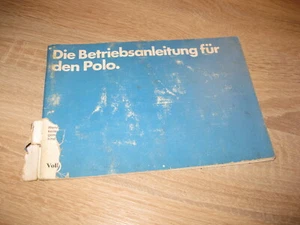 Die Betriebsanleitung für
den Polo.